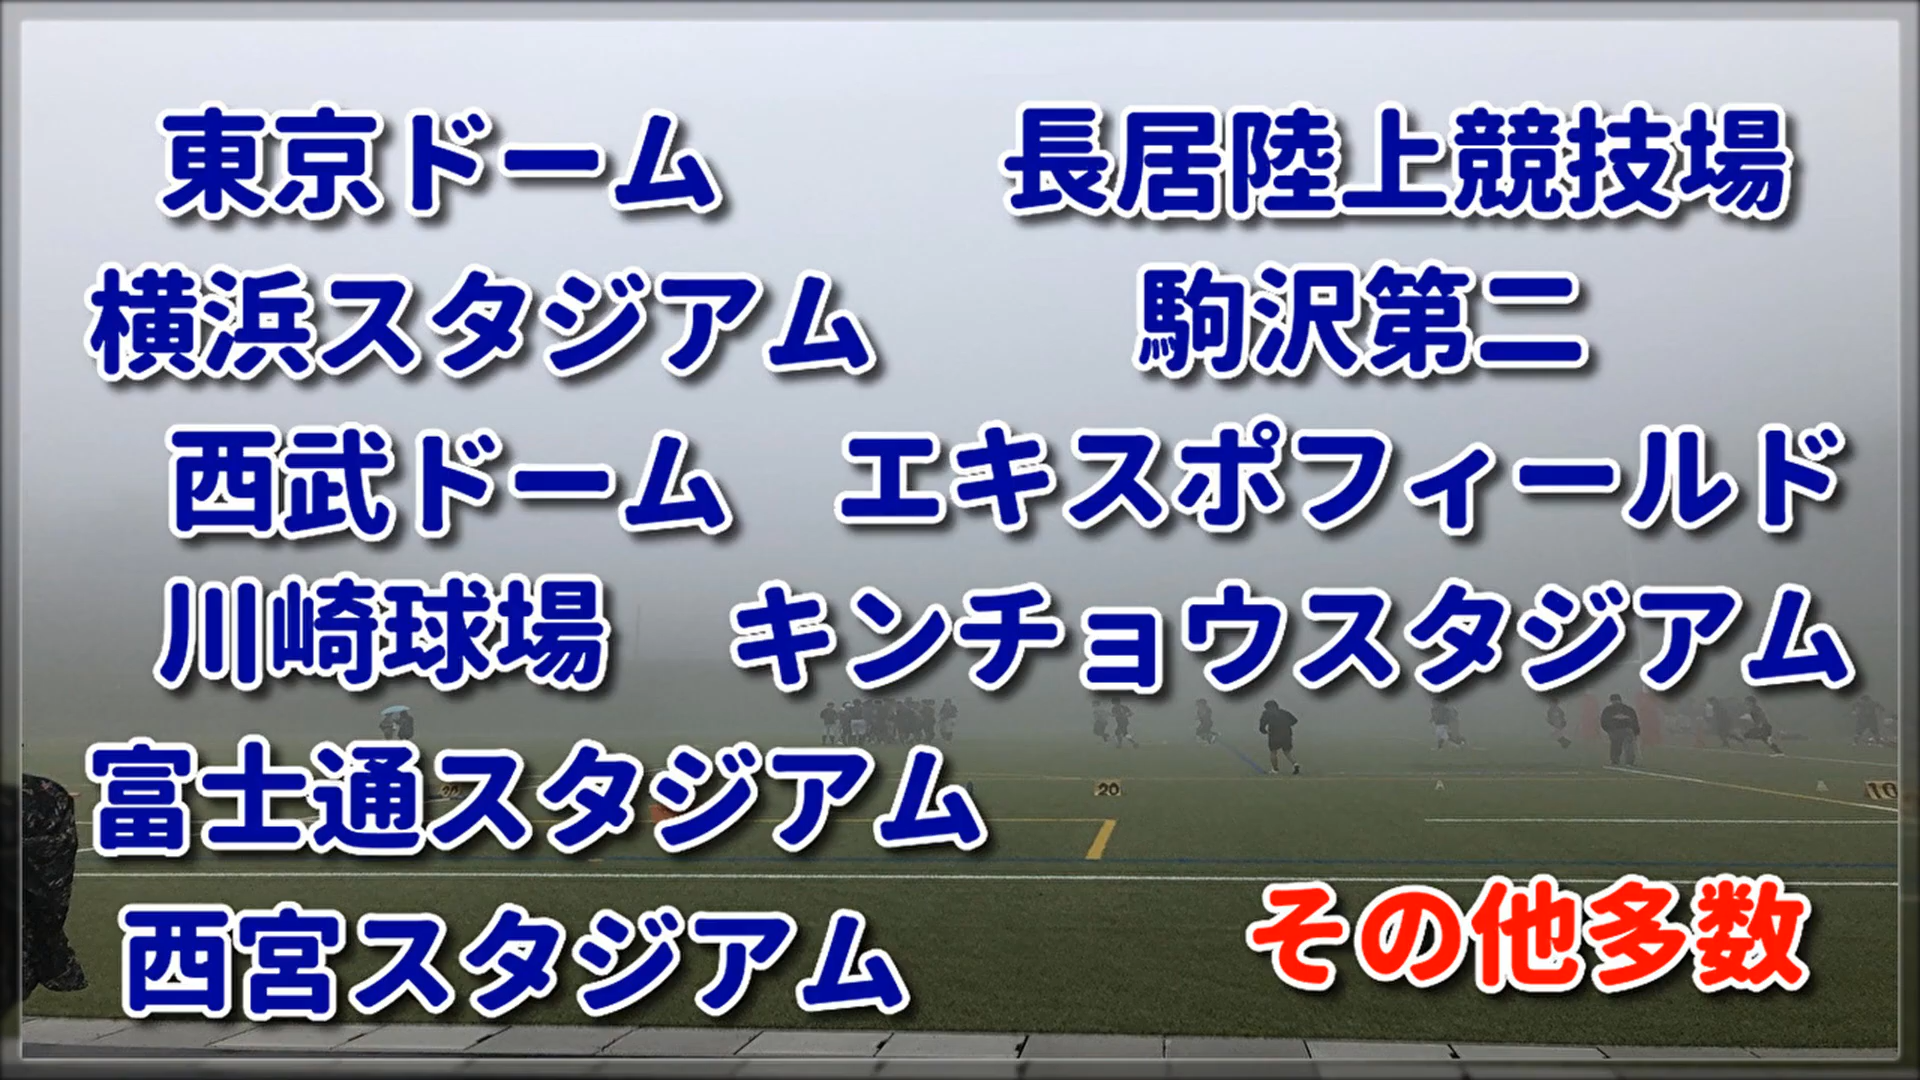 東京ドーム
長居陸上競技場
横浜スタジアム
駒沢第二
西武ドーム
エキスポフィールド
川崎球場
キンチョウスタジアム
富士通スタジアム
西宮スタジアム
その他多数
20
10